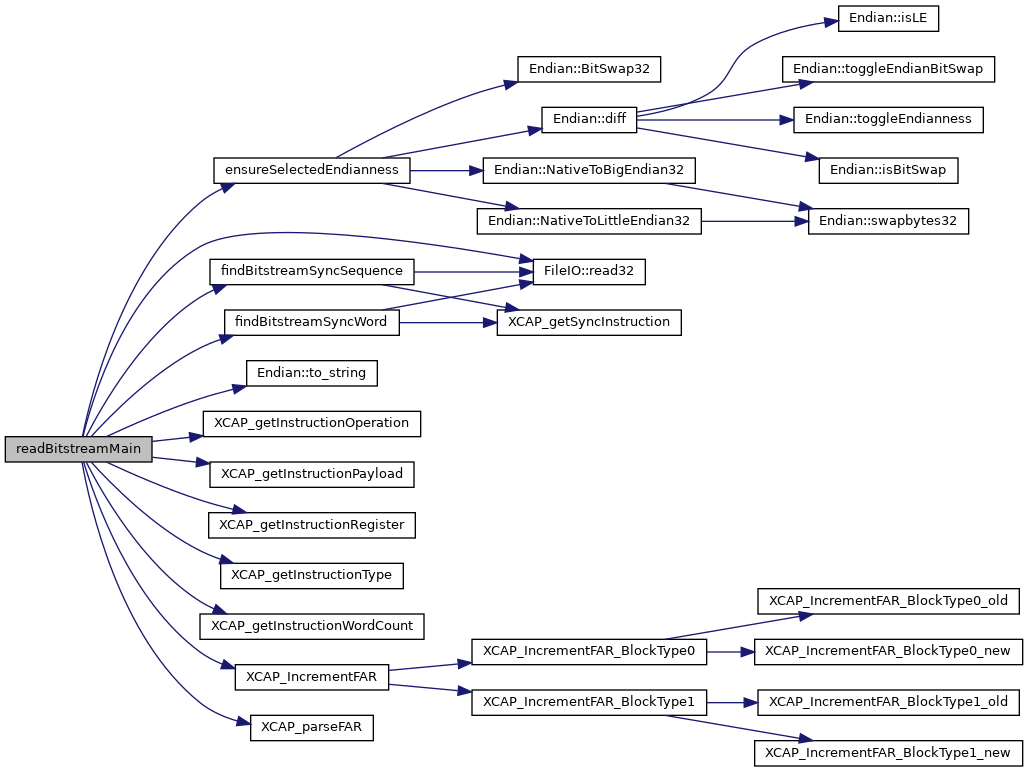 Endian::isLE
Endian::BitSwap32
Endian::toggleEndianBitSwap
Endian::diff
Endian::toggleEndianness
ensureSelectedEndianness
Endian::NativeToBigEndian32
Endian::isBitSwap
Endian::NativeToLittleEndian32
Endian::swapbytes32
findBitstreamSyncSequence
FileIO::read32
findBitstreamSyncWord
XCAP_getSyncInstruction
Endian::to_string
XCAP_getInstructionOperation
readBitstreamMain
XCAP_getInstructionPayload
XCAP_getInstructionRegister
XCAP_getInstructionType
XCAP_IncrementFAR_BlockType0_old
XCAP_getInstructionWordCount
XCAP_IncrementFAR_BlockType0
XCAP_IncrementFAR_BlockType0_new
XCAP_IncrementFAR
XCAP_IncrementFAR_BlockType1
XCAP_IncrementFAR_BlockType1_old
XCAP_parseFAR
XCAP_IncrementFAR_BlockType1_new